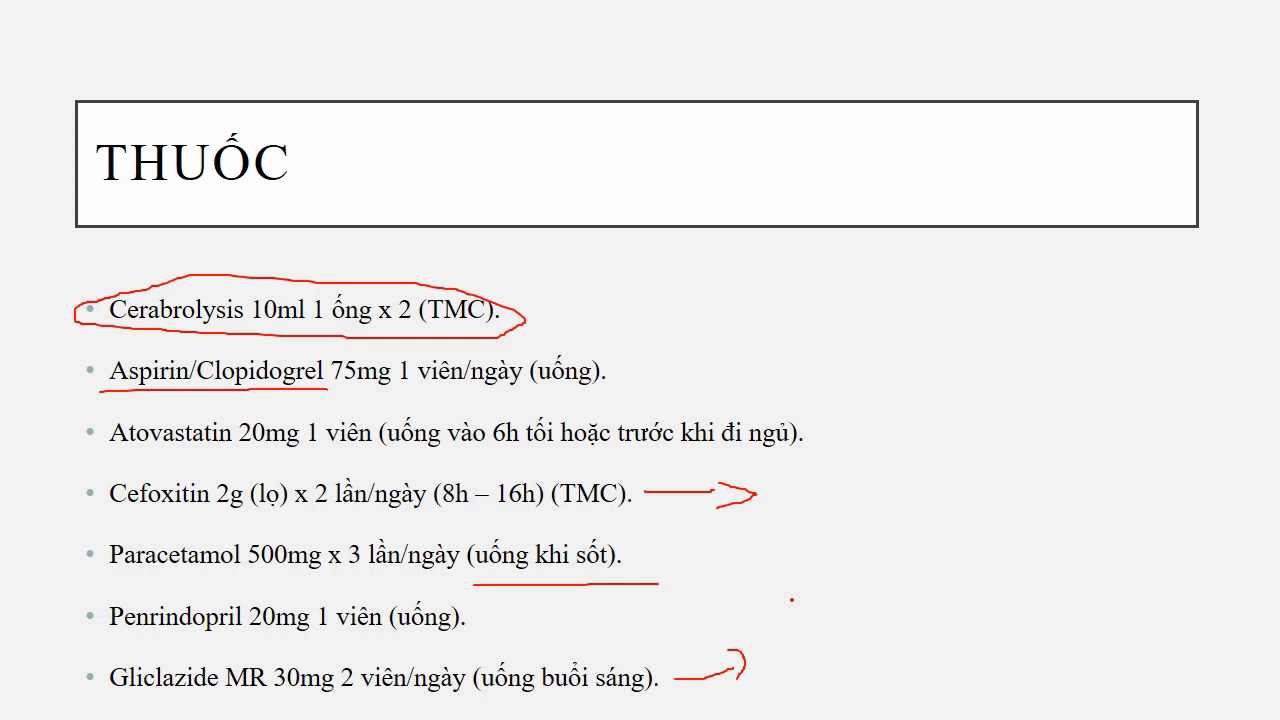 THUỐC
• Cerabrolysis 10ml 1 ống x 2 (TMC).
• Aspirin/Clopidogrel 75mg 1 viên/ngày (uống).
• Atovastatin 20mg 1 viên (uống vào 6h tối hoặc trước khi đi ngủ).
• Cefoxitin 2g (lọ) x 2 lần/ngày (8h – 16h) (TMC).
• Paracetamol 500mg x 3 lần/ngày (uống khi sốt).
• Penrindopril 20mg 1 viên (uống).
• Gliclazide MR 30mg 2 viên/ngày (uống buổi sáng).